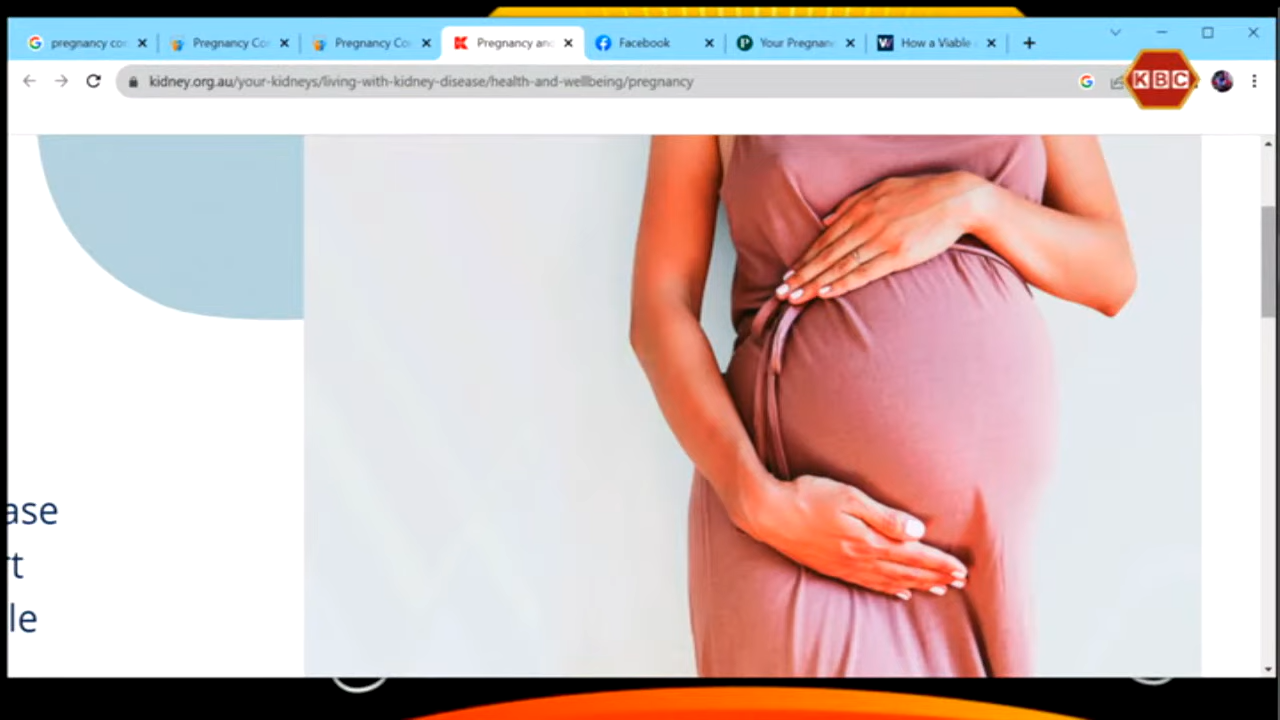 pregnancy co
Pregnancy Co
Pregnancy Co
Pregnancy an
Facebook
Your Pregnan
How a Viable
kidney.org.au/your-kidneys/living-with-kidney-disease/health-and-wellbeing/pregnancy
KBC
ase
rt
le